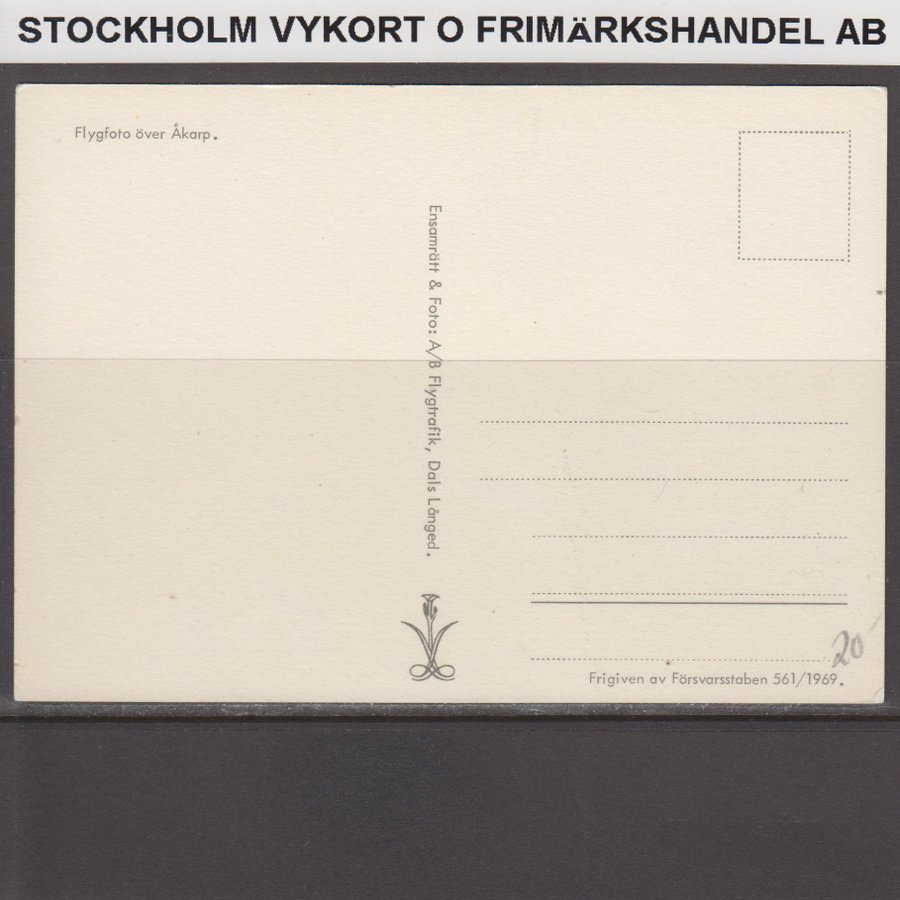 STOCKHOLM VYKORT O FRIMÄRKSHANDEL AB
Flygfoto över Åkarp.
Ensamrätt & Foto: A/B Flygtrafik, Dals Långed.
20-
Frigiven av Försvarsstaben 561/1969.